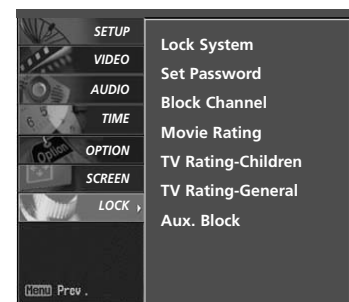 SETUP
VIDEO
AUDIO
TIME
OPTION
SCREEN
LOCK
Lock System
Set Password
Block Channel
Movie Rating
TV Rating-Children
TV Rating-General
Aux. Block
Menu Prev.